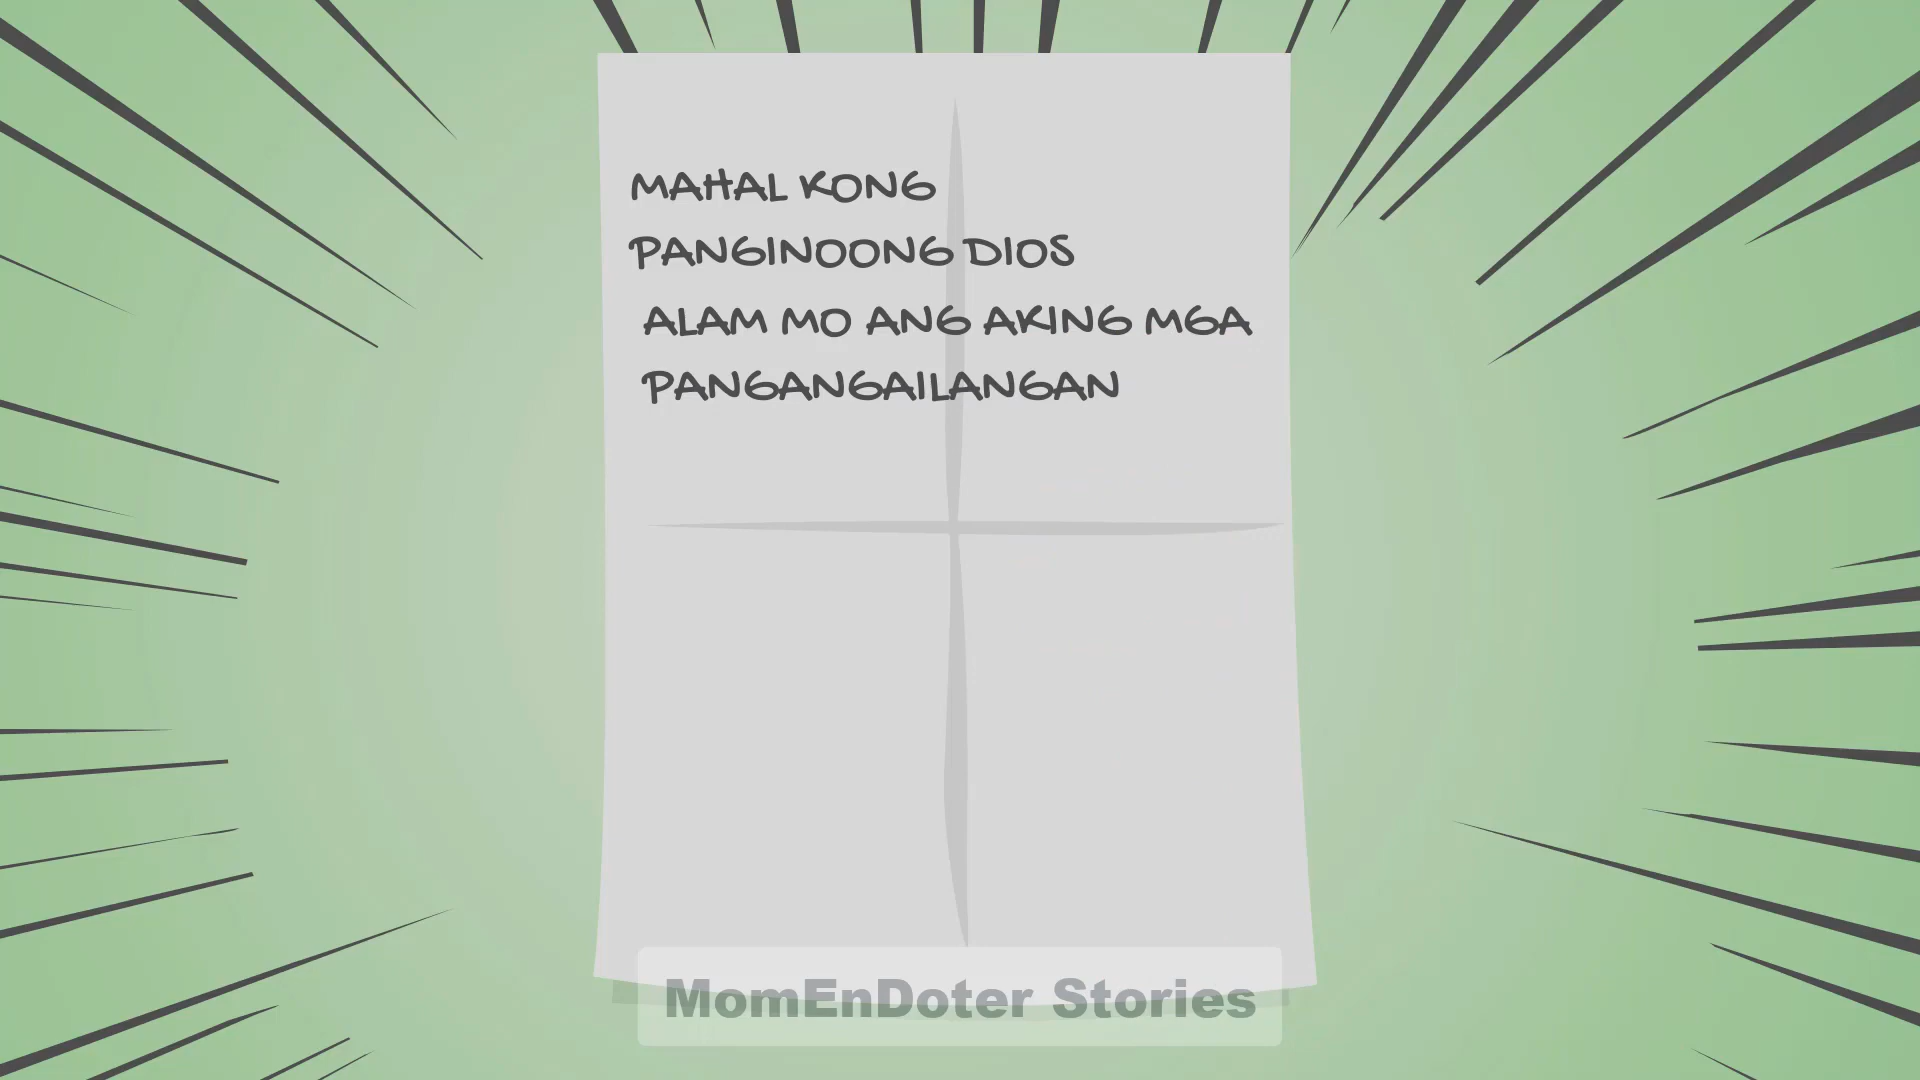 MAHAL KONG
PANGINOONG DIOS
ALAM MO ANG AKING MGA
PANGANGAILANGAN
MomEnDoter Stories